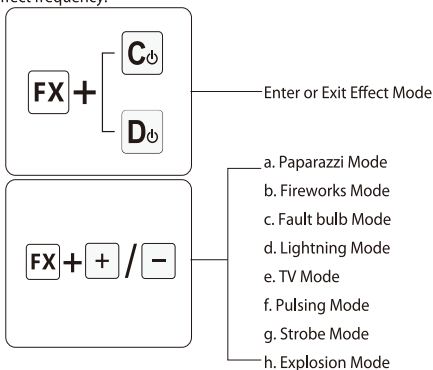 effect frequency.
C
FX +
D
Enter or Exit Effect Mode
a. Paparazzi Mode
b. Fireworks Mode
c. Fault bulb Mode
d. Lightning Mode
FX + + / −
e. TV Mode
f. Pulsing Mode
g. Strobe Mode
h. Explosion Mode